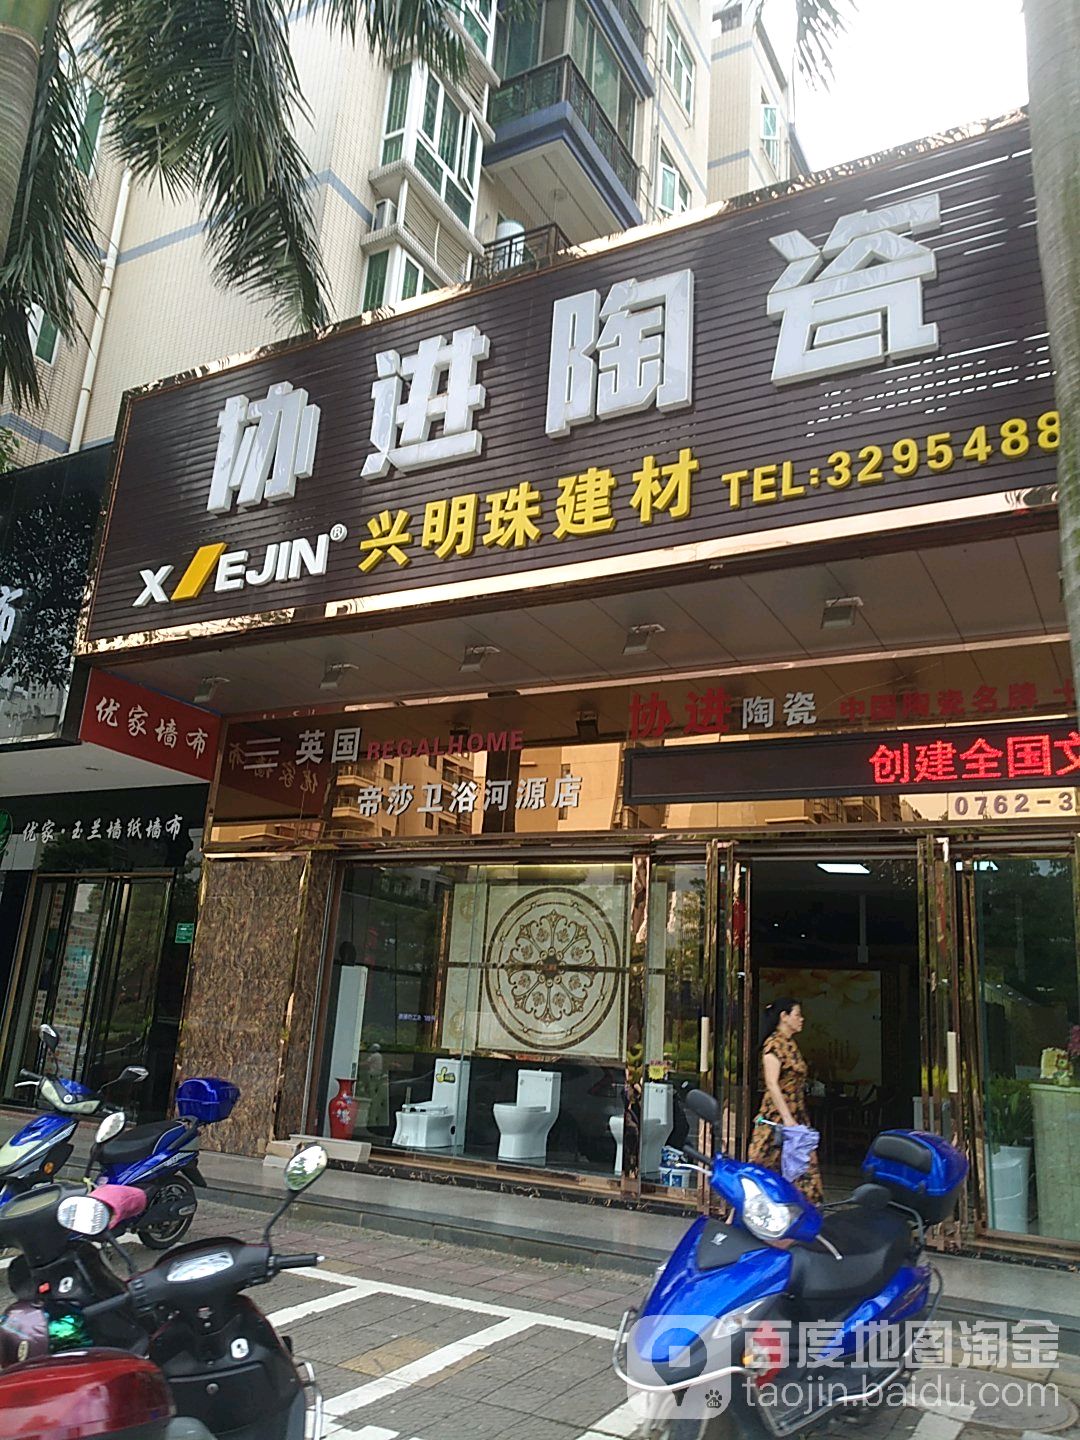 协进陶瓷
XIEJIN® 兴明珠建材 TEL:3295488
优家墙布
英国 REGALHOME
帝莎卫浴河源店
协进陶瓷 中国陶瓷名牌 十
创建全国文
0762-3
优家·玉兰墙纸墙布
百度地图淘金
taojin.baidu.com